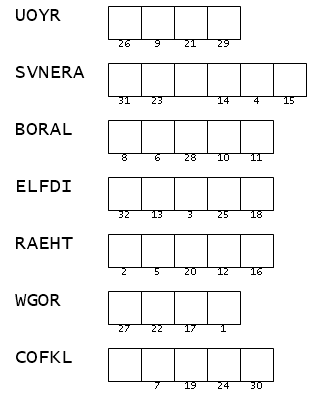 UOYR
26 9 21 29
SVNERA
31 23 14 4 15
BORAL
8 6 28 10 11
ELFDI
32 13 3 25 18
RAEHT
2 5 20 12 16
WGOR
27 22 17 1
COFKL
7 19 24 30